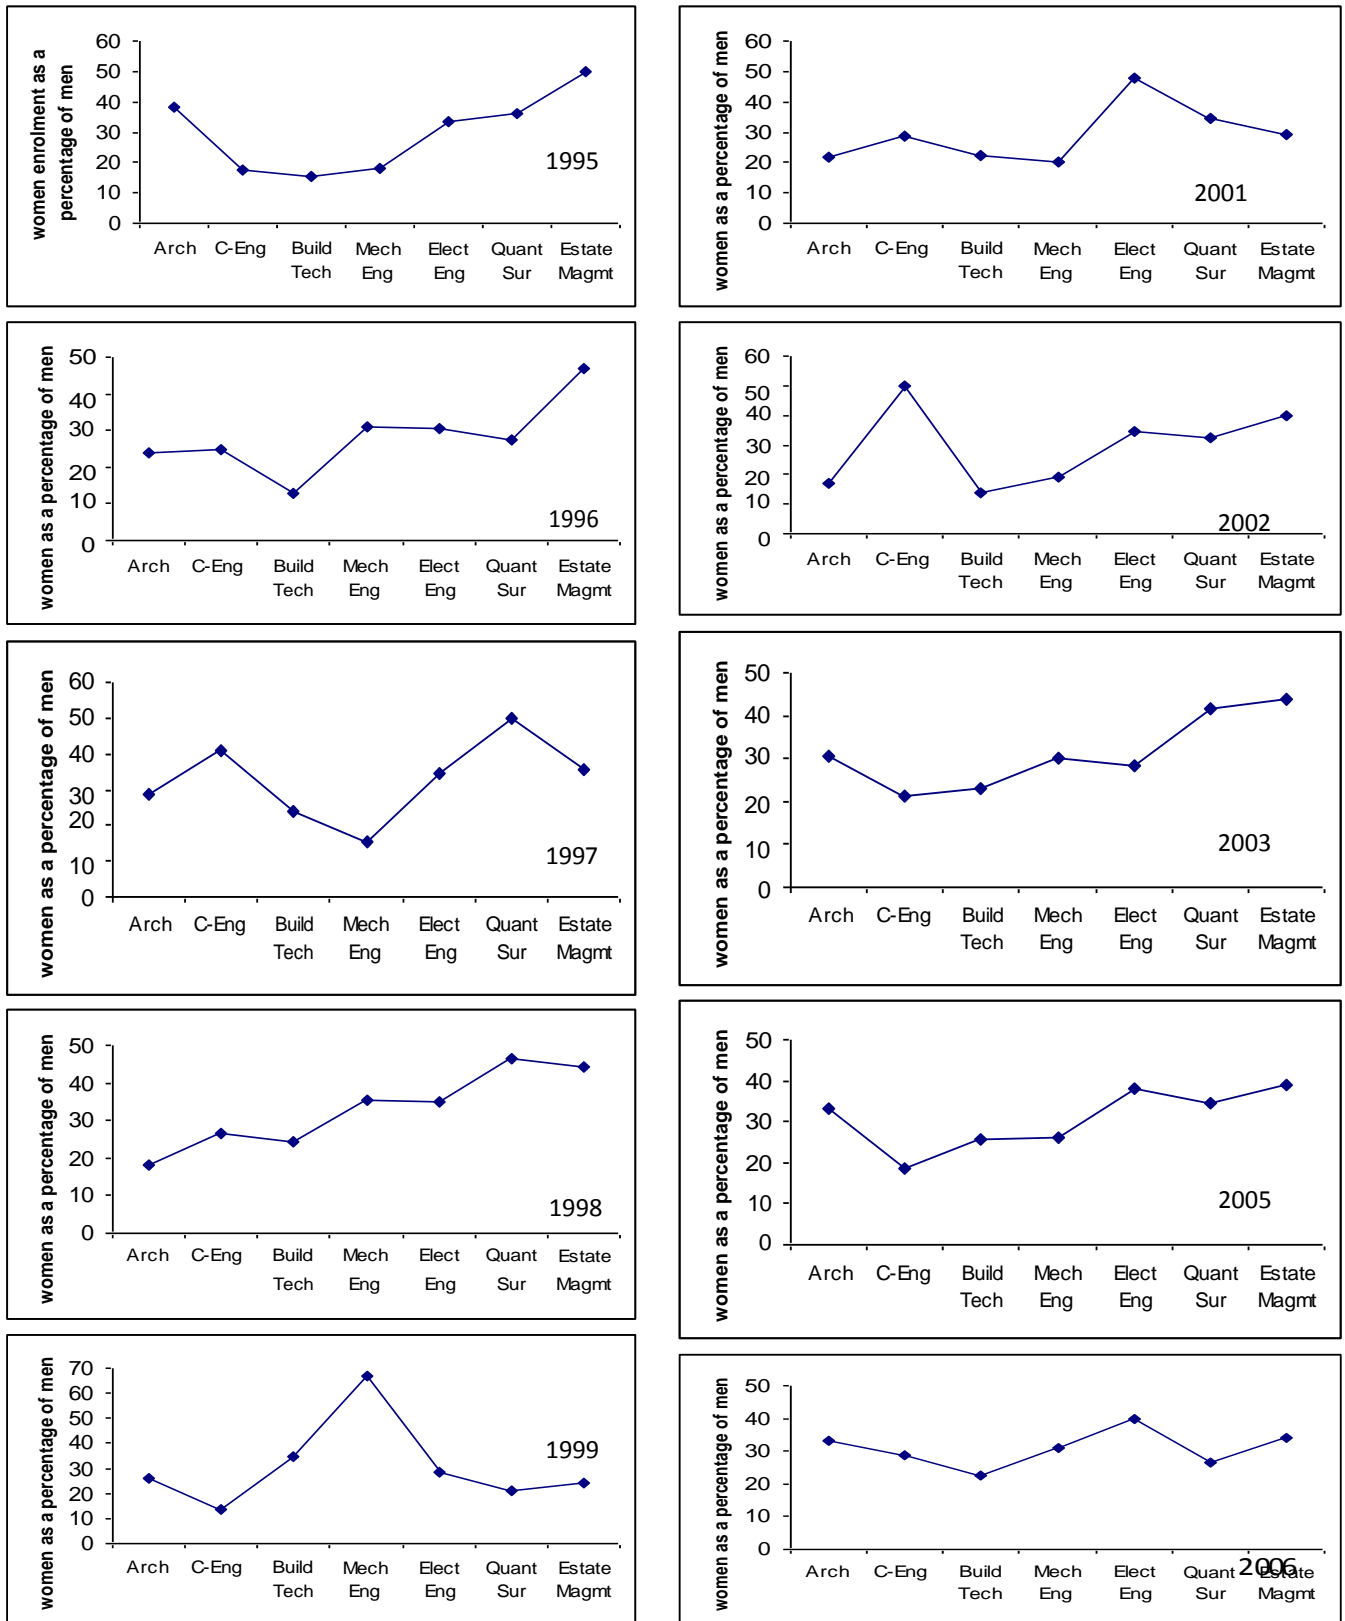 women enrolment as a
percentage of men
60
50
40
30
20
10
0
1995
Arch C-Eng Build Mech Elect Quant Estate
Tech Eng Eng Sur Magmt
women as a percentage of men
60
50
40
30
20
10
0
2001
Arch C-Eng Build Mech Elect Quant Estate
Tech Eng Eng Sur Magmt
women as a percentage of men
50
40
30
20
10
0
1996
Arch C-Eng Build Mech Elect Quant Estate
Tech Eng Eng Sur Magmt
women as a percentage of men
60
50
40
30
20
10
0
2002
Arch C-Eng Build Mech Elect Quant Estate
Tech Eng Eng Sur Magmt
women as a percentage of men
60
50
40
30
20
10
0
1997
Arch C-Eng Build Mech Elect Quant Estate
Tech Eng Eng Sur Magmt
women as a percentage of men
50
40
30
20
10
0
2003
Arch C-Eng Build Mech Elect Quant Estate
Tech Eng Eng Sur Magmt
women as a percentage of men
50
40
30
20
10
0
1998
Arch C-Eng Build Mech Elect Quant Estate
Tech Eng Eng Sur Magmt
women as a percentage of men
50
40
30
20
10
0
2005
Arch C-Eng Build Mech Elect Quant Estate
Tech Eng Eng Sur Magmt
women as a percentage of men
70
60
50
40
30
20
10
0
1999
Arch C-Eng Build Mech Elect Quant Estate
Tech Eng Eng Sur Magmt
women as a percentage of men
50
40
30
20
10
0
2006
Arch C-Eng Build Mech Elect Quant Estate
Tech Eng Eng Sur Magmt